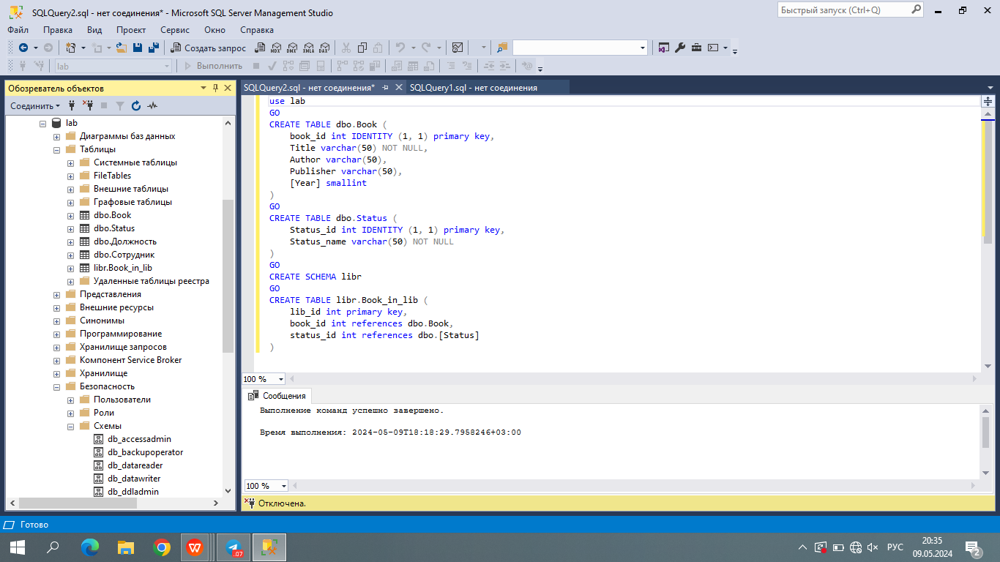 SQLQuery2.sql - нет соединения* - Microsoft SQL Server Management Studio
Быстрый запуск (Ctrl+Q)
Файл Правка Вид Проект Сервис Окно Справка
Создать запрос MDX DMX XMLA DAX
lab Выполнить
Обозреватель объектов
Соединить
lab
Диаграммы баз данных
Таблицы
Системные таблицы
FileTables
Внешние таблицы
Графовые таблицы
dbo.Book
dbo.Status
dbo.Должность
dbo.Сотрудник
libr.Book_in_lib
Удаленные таблицы реестра
Представления
Внешние ресурсы
Синонимы
Программирование
Хранилище запросов
Компонент Service Broker
Хранилище
Безопасность
Пользователи
Роли
Схемы
db_accessadmin
db_backupoperator
db_datareader
db_datawriter
db_ddladmin
SQLQuery2.sql - нет соединения* SQLQuery1.sql - нет соединения
use lab
GO
CREATE TABLE dbo.Book (
book_id int IDENTITY (1, 1) primary key,
Title varchar(50) NOT NULL,
Author varchar(50),
Publisher varchar(50),
[Year] smallint
)
GO
CREATE TABLE dbo.Status (
Status_id int IDENTITY (1, 1) primary key,
Status_name varchar(50) NOT NULL
)
GO
CREATE SCHEMA libr
GO
CREATE TABLE libr.Book_in_lib (
lib_id int primary key,
book_id int references dbo.Book,
status_id int references dbo.[Status]
)
100 %
Сообщения
Выполнение команд успешно завершено.
Время выполнения: 2024-05-09T18:18:29.7958246+03:00
100 %
Отключена.
Готово
W
.07
РУС
20:35
09.05.2024
2